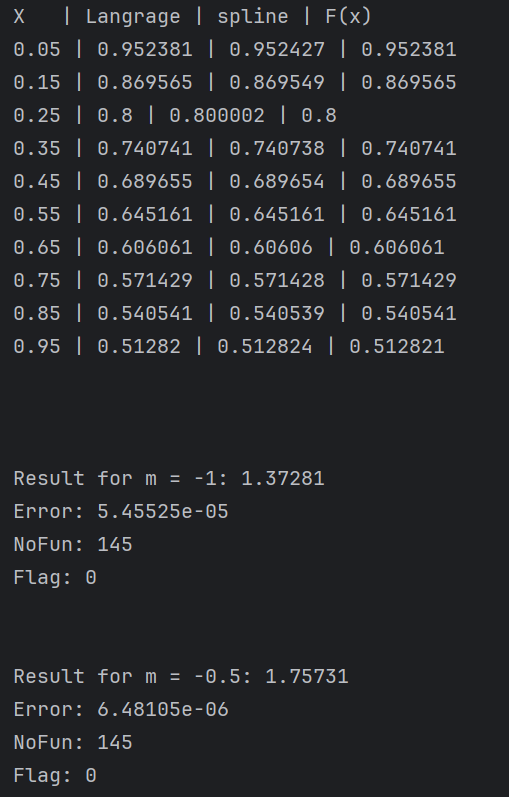 X   | Langrage | spline | F(x)
0.05 | 0.952381 | 0.952427 | 0.952381
0.15 | 0.869565 | 0.869549 | 0.869565
0.25 | 0.8 | 0.800002 | 0.8
0.35 | 0.740741 | 0.740738 | 0.740741
0.45 | 0.689655 | 0.689654 | 0.689655
0.55 | 0.645161 | 0.645161 | 0.645161
0.65 | 0.606061 | 0.60606 | 0.606061
0.75 | 0.571429 | 0.571428 | 0.571429
0.85 | 0.540541 | 0.540539 | 0.540541
0.95 | 0.51282 | 0.512824 | 0.512821
Result for m = -1: 1.37281
Error: 5.45525e-05
NoFun: 145
Flag: 0
Result for m = -0.5: 1.75731
Error: 6.48105e-06
NoFun: 145
Flag: 0